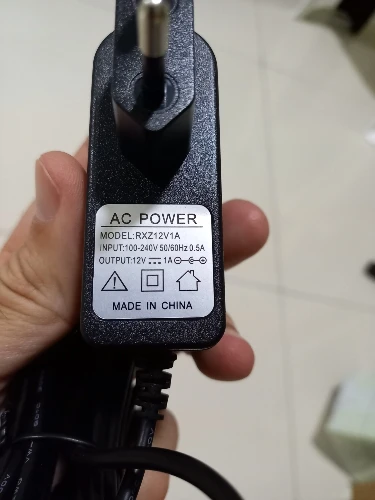 AC POWER
MODEL:RXZ12V1A
INPUT:100-240V 50/60Hz 0.5A
OUTPUT:12V⎓1A
MADE IN CHINA